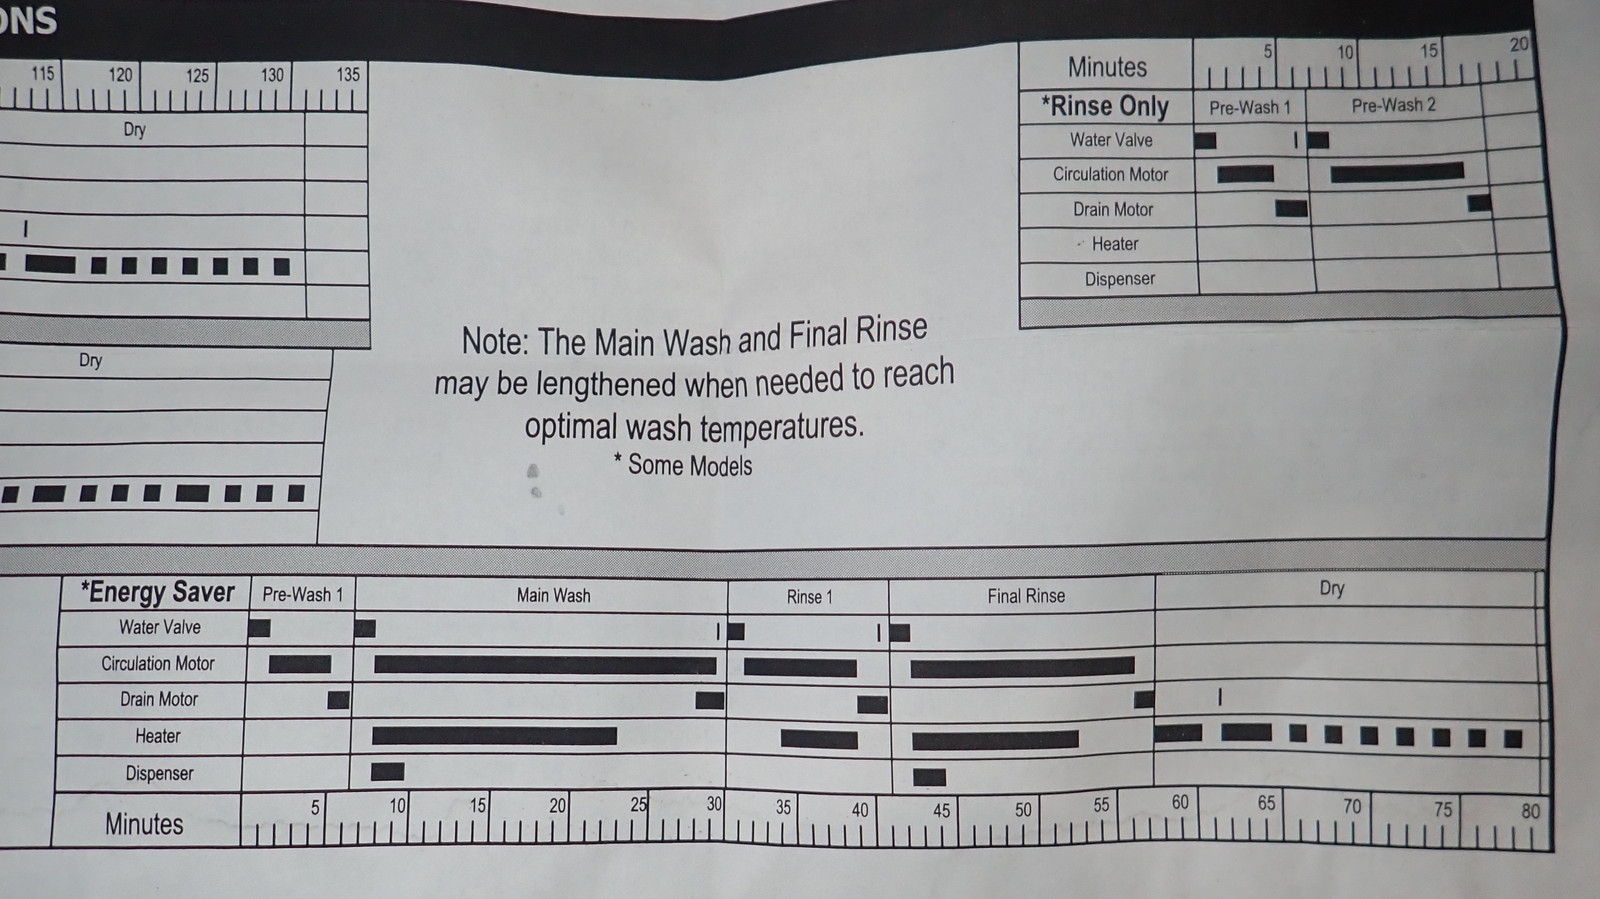 ONS
115 120 125 130 135
Dry
Dry
Note: The Main Wash and Final Rinse
may be lengthened when needed to reach
optimal wash temperatures.
* Some Models
Minutes 5 10 15 20
*Rinse Only Pre-Wash 1 Pre-Wash 2
Water Valve
Circulation Motor
Drain Motor
Heater
Dispenser
*Energy Saver Pre-Wash 1 Main Wash Rinse 1 Final Rinse Dry
Water Valve
Circulation Motor
Drain Motor
Heater
Dispenser
Minutes 5 10 15 20 25 30 35 40 45 50 55 60 65 70 75 80